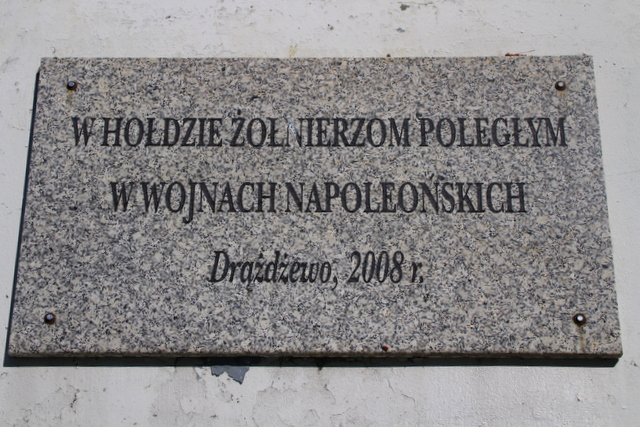 W HOŁDZIE ŻOŁNIERZOM POLEGŁYM
W WOJNACH NAPOLEOŃSKICH
Drążdżewo, 2008 r.